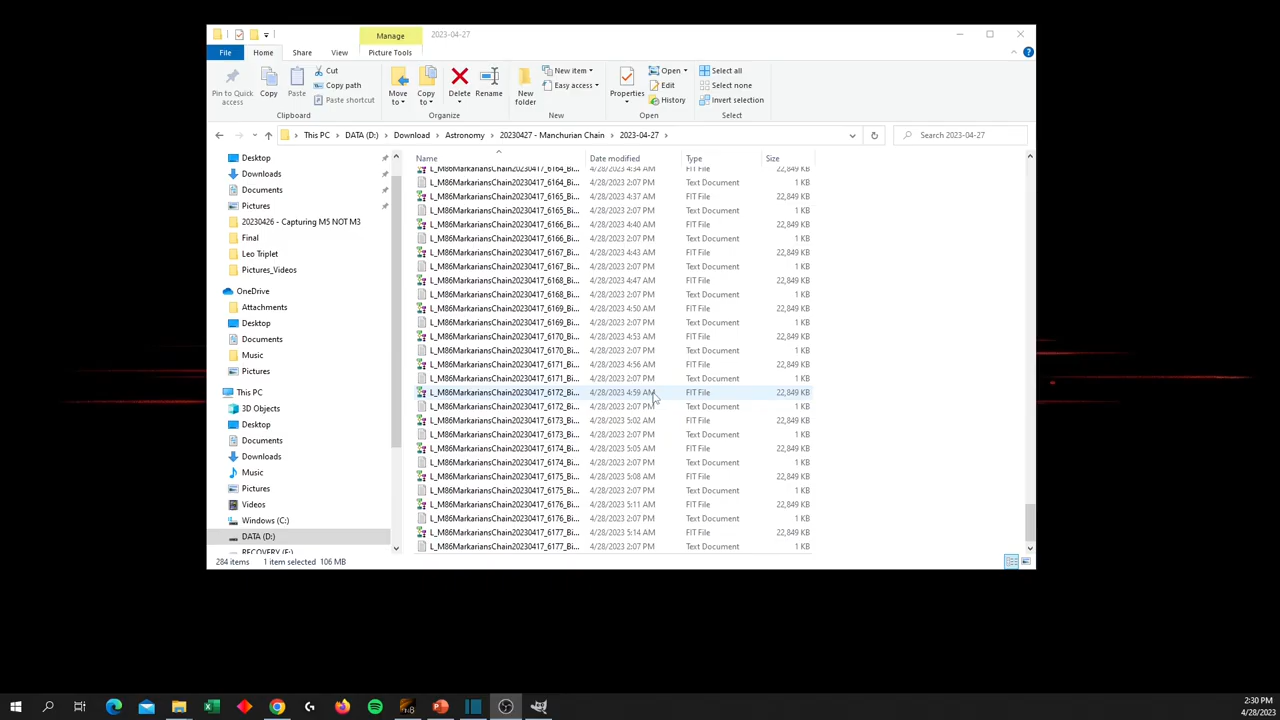 Manage 2023-04-27
File Home Share View Picture Tools
Pin to Quick access
Copy
Paste
Cut
Copy path
Paste shortcut
Clipboard
Move to
Copy to
Delete
Rename
Organize
New folder
New item
Easy access
New
Properties
Open
Edit
History
Open
Select all
Select none
Invert selection
Select
This PC > DATA (D:) > Download > Astronomy > 20230427 - Manchurian Chain > 2023-04-27 >
Search 2023-04-27
Desktop
Downloads
Documents
Pictures
20230426 - Capturing M5 NOT M3
Final
Leo Triplet
Pictures_Videos
OneDrive
Attachments
Desktop
Documents
Music
Pictures
This PC
3D Objects
Desktop
Documents
Downloads
Music
Pictures
Videos
Windows (C:)
DATA (D:)
RECOVERY (F:)
Name Date modified Type Size
L_M86MarkariansChain20230417_6164_Bi... 4/28/2023 4:34 AM FIT File 22,849 KB
L_M86MarkariansChain20230417_6164_Bi... 4/28/2023 2:07 PM Text Document 1 KB
L_M86MarkariansChain20230417_6165_Bi... 4/28/2023 4:37 AM FIT File 22,849 KB
L_M86MarkariansChain20230417_6165_Bi... 4/28/2023 2:07 PM Text Document 1 KB
L_M86MarkariansChain20230417_6166_Bi... 4/28/2023 4:40 AM FIT File 22,849 KB
L_M86MarkariansChain20230417_6166_Bi... 4/28/2023 2:07 PM Text Document 1 KB
L_M86MarkariansChain20230417_6167_Bi... 4/28/2023 4:43 AM FIT File 22,849 KB
L_M86MarkariansChain20230417_6167_Bi... 4/28/2023 2:07 PM Text Document 1 KB
L_M86MarkariansChain20230417_6168_Bi... 4/28/2023 4:47 AM FIT File 22,849 KB
L_M86MarkariansChain20230417_6168_Bi... 4/28/2023 2:07 PM Text Document 1 KB
L_M86MarkariansChain20230417_6169_Bi... 4/28/2023 4:50 AM FIT File 22,849 KB
L_M86MarkariansChain20230417_6169_Bi... 4/28/2023 2:07 PM Text Document 1 KB
L_M86MarkariansChain20230417_6170_Bi... 4/28/2023 4:53 AM FIT File 22,849 KB
L_M86MarkariansChain20230417_6170_Bi... 4/28/2023 2:07 PM Text Document 1 KB
L_M86MarkariansChain20230417_6171_Bi... 4/28/2023 4:56 AM FIT File 22,849 KB
L_M86MarkariansChain20230417_6171_Bi... 4/28/2023 2:07 PM Text Document 1 KB
L_M86MarkariansChain20230417_6172_Bi... 4/28/2023 4:59 AM FIT File 22,849 KB
L_M86MarkariansChain20230417_6172_Bi... 4/28/2023 2:07 PM Text Document 1 KB
L_M86MarkariansChain20230417_6173_Bi... 4/28/2023 5:02 AM FIT File 22,849 KB
L_M86MarkariansChain20230417_6173_Bi... 4/28/2023 2:07 PM Text Document 1 KB
L_M86MarkariansChain20230417_6174_Bi... 4/28/2023 5:05 AM FIT File 22,849 KB
L_M86MarkariansChain20230417_6174_Bi... 4/28/2023 2:07 PM Text Document 1 KB
L_M86MarkariansChain20230417_6175_Bi... 4/28/2023 5:08 AM FIT File 22,849 KB
L_M86MarkariansChain20230417_6175_Bi... 4/28/2023 2:07 PM Text Document 1 KB
L_M86MarkariansChain20230417_6176_Bi... 4/28/2023 5:11 AM FIT File 22,849 KB
L_M86MarkariansChain20230417_6176_Bi... 4/28/2023 2:07 PM Text Document 1 KB
L_M86MarkariansChain20230417_6177_Bi... 4/28/2023 5:14 AM FIT File 22,849 KB
L_M86MarkariansChain20230417_6177_Bi... 4/28/2023 2:07 PM Text Document 1 KB
284 items 1 item selected 106 MB
2:30 PM
4/28/2023